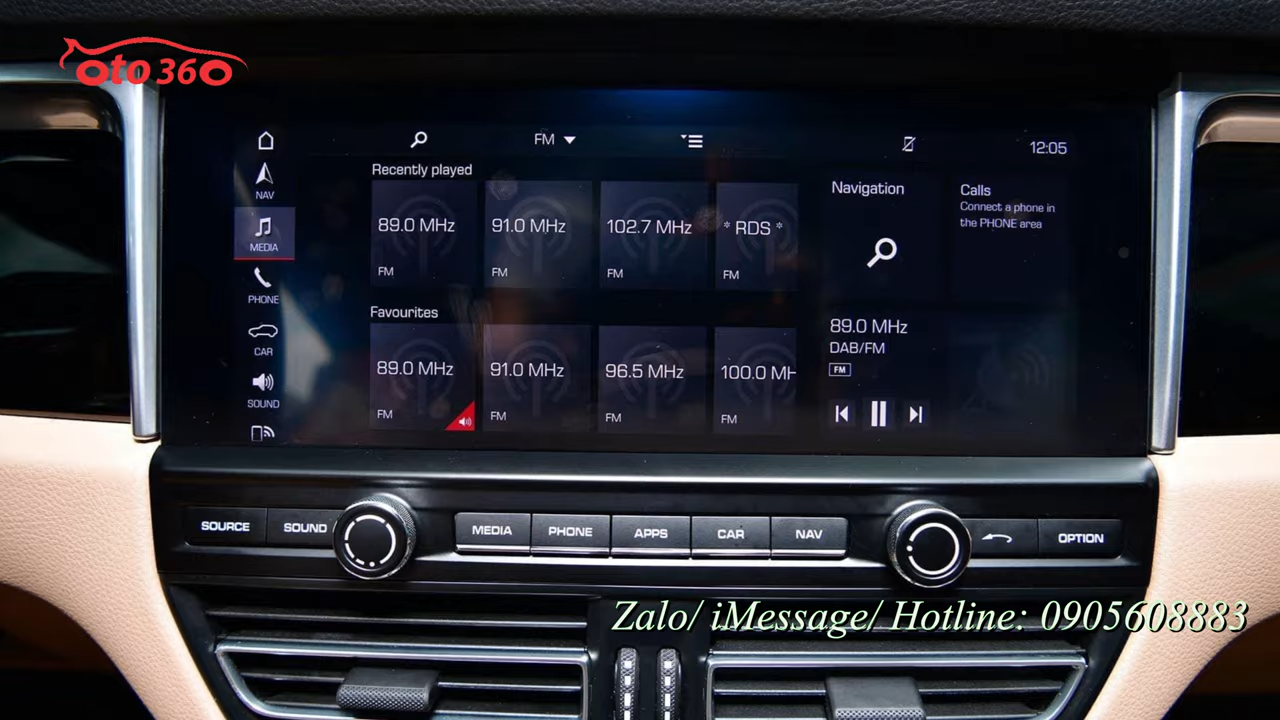 oto 360
FM
12:05
NAV
MEDIA
PHONE
CAR
SOUND
Recently played
89.0 MHz
FM
91.0 MHz
FM
102.7 MHz
FM
* RDS *
FM
Favourites
89.0 MHz
FM
91.0 MHz
FM
96.5 MHz
FM
100.0 MH
FM
Navigation
Calls
Connect a phone in
the PHONE area
89.0 MHz
DAB/FM
FM
SOURCE
SOUND
MEDIA
PHONE
APPS
CAR
NAV
OPTION
Zalo/ iMessage/ Hotline: 0905608883